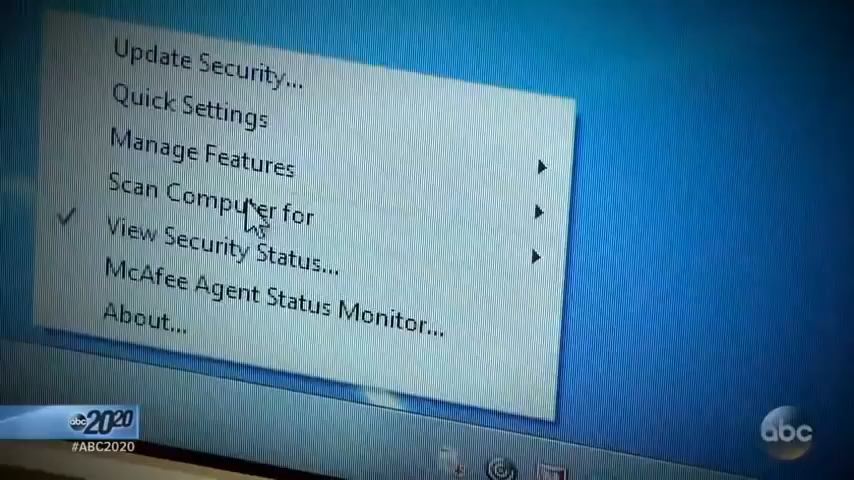 Update Security...
Quick Settings
Manage Features
Scan Computer for
View Security Status...
McAfee Agent Status Monitor...
About...
abc 20/20
#ABC2020
abc